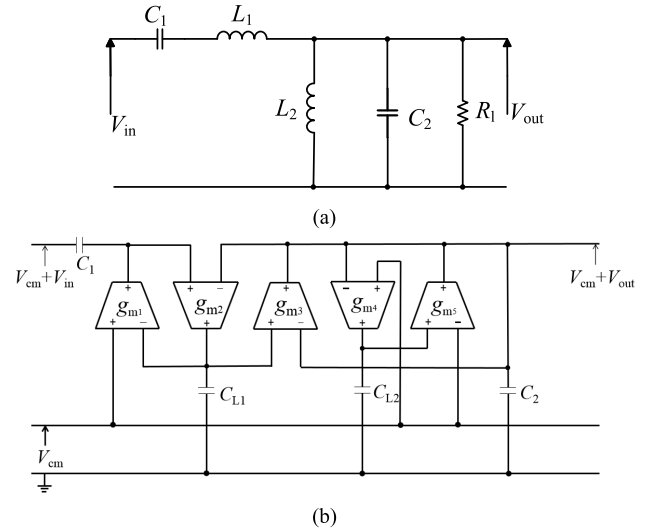 C1 L1
Vin L2 C2 R1 Vout
(a)
Vcm+Vin C1 + + − + − + + Vcm+Vout
gm1 gm2 gm3 gm4 gm5
+ − + + − + + -
CL1 CL2 C2
Vcm
(b)